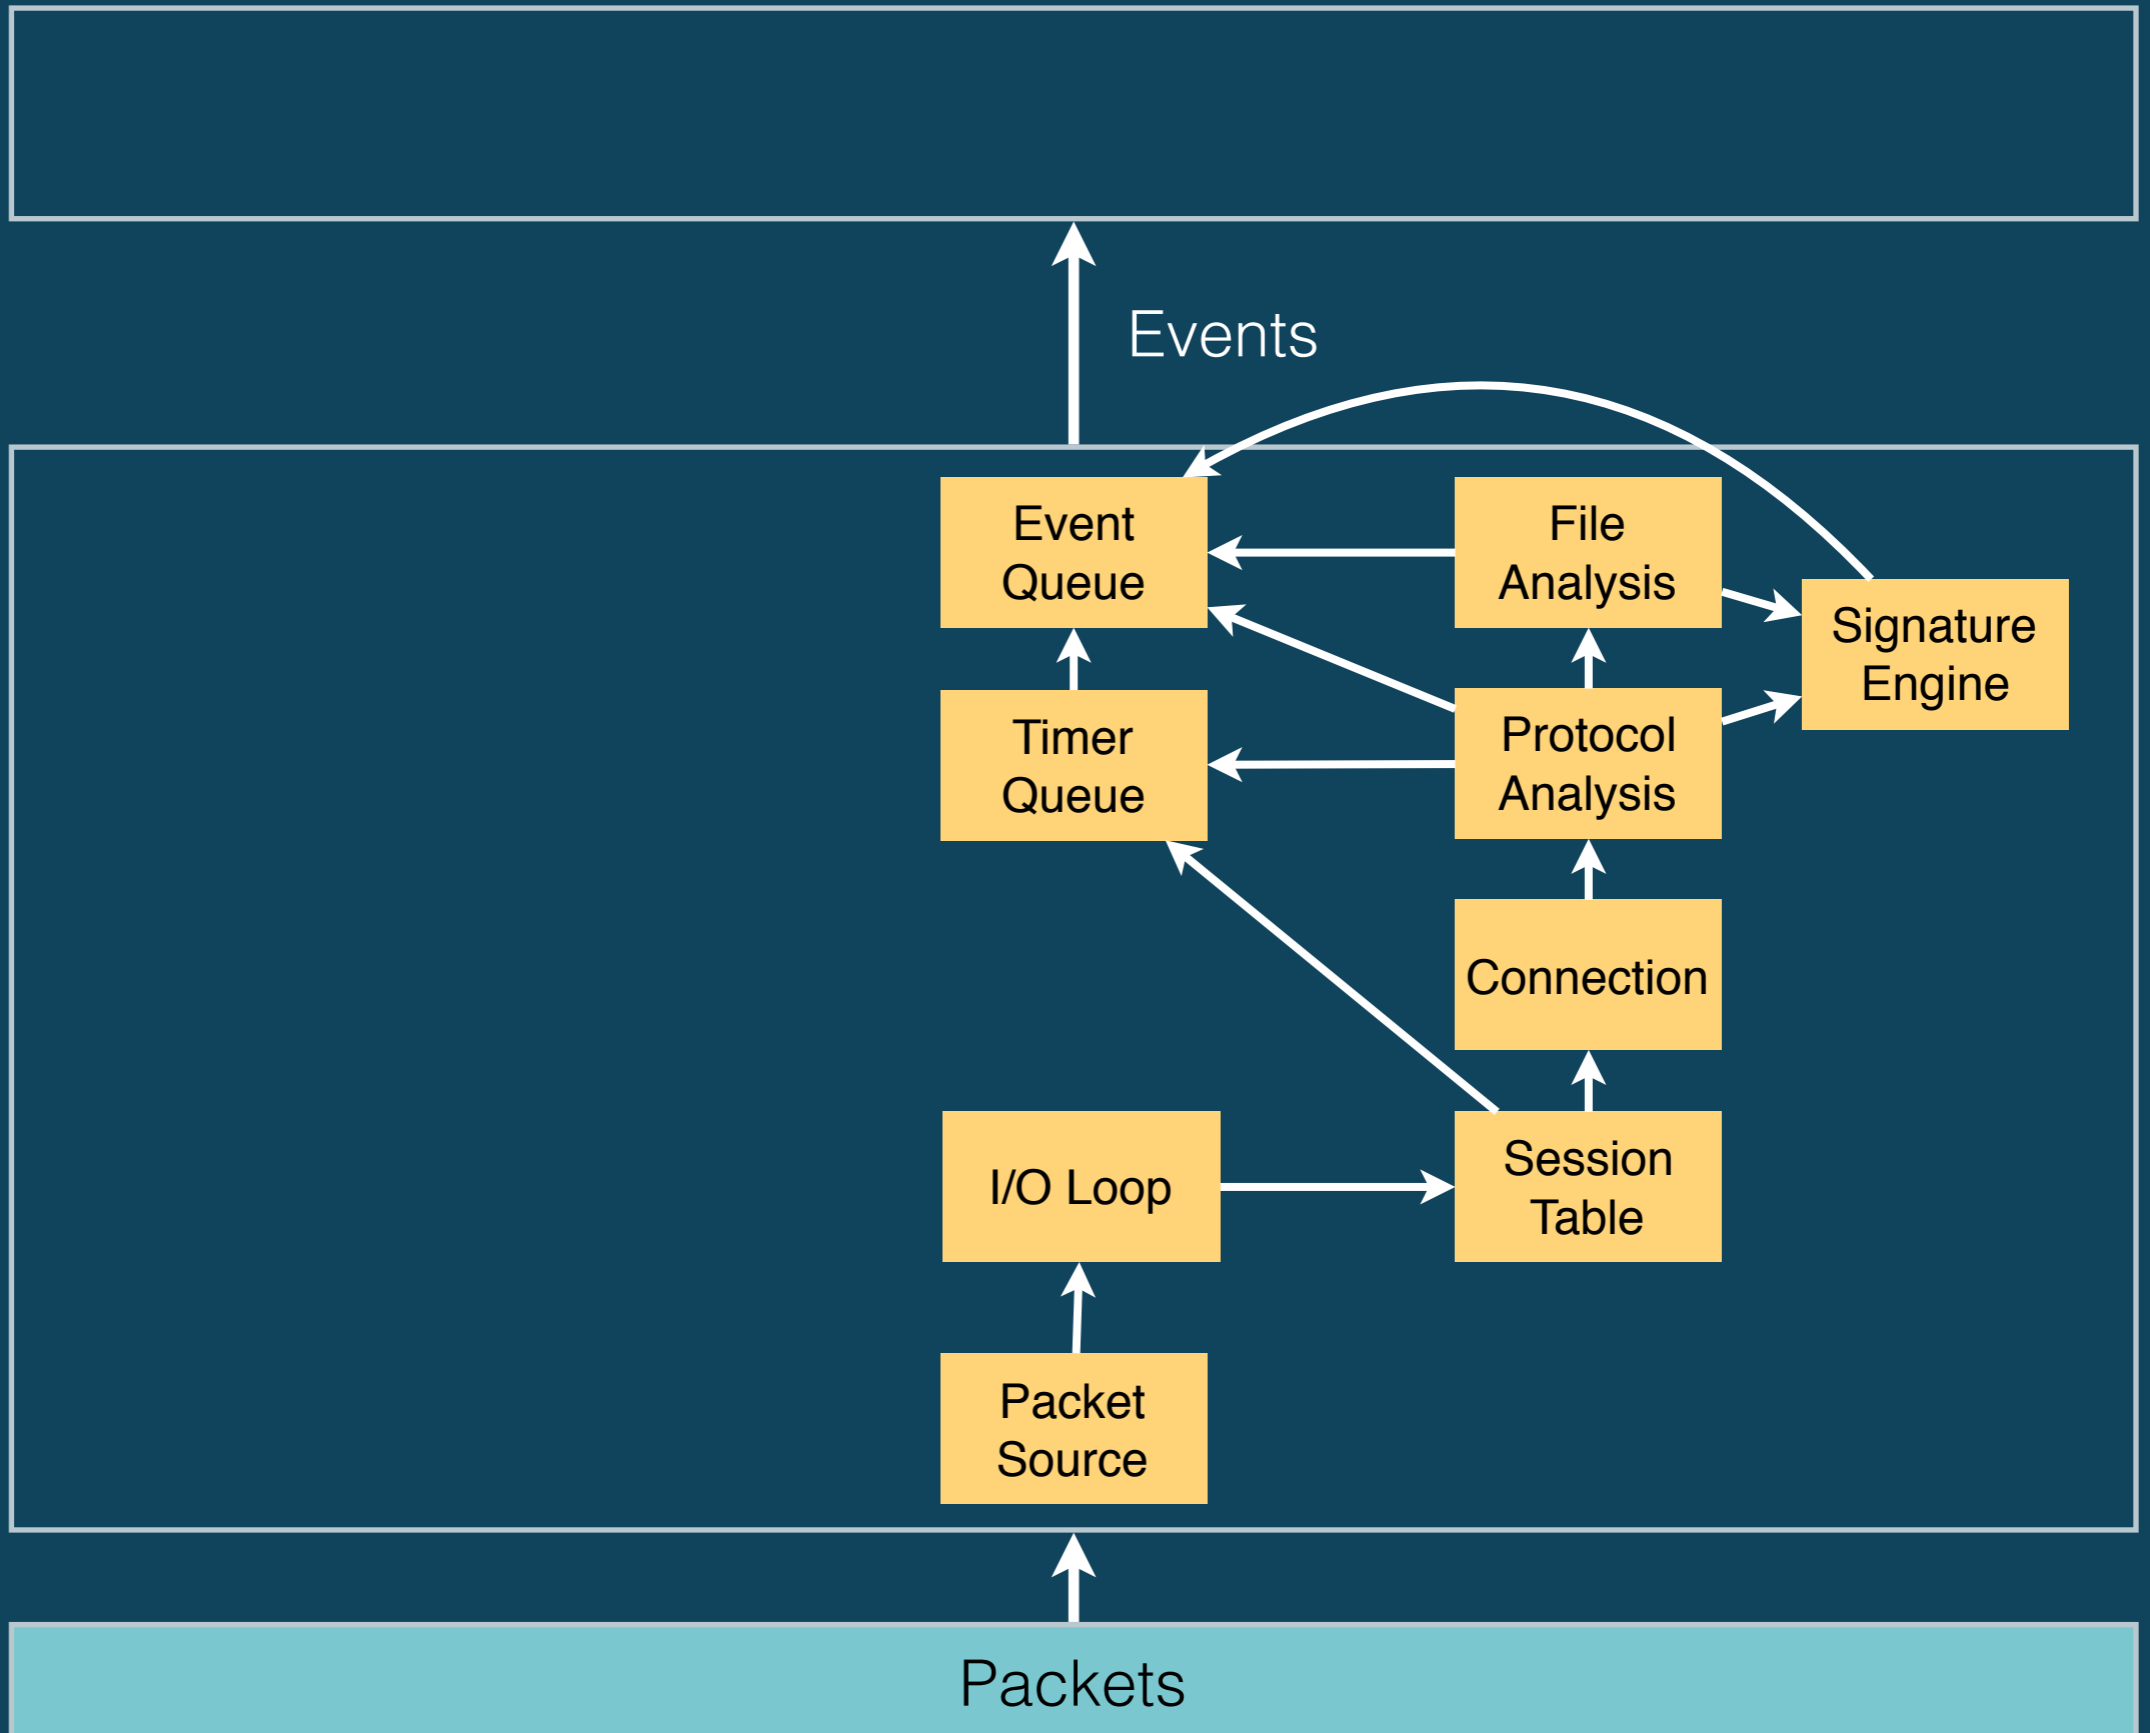 Events
Event
Queue
File
Analysis
Signature
Engine
Timer
Queue
Protocol
Analysis
Connection
I/O Loop
Session
Table
Packet
Source
Packets